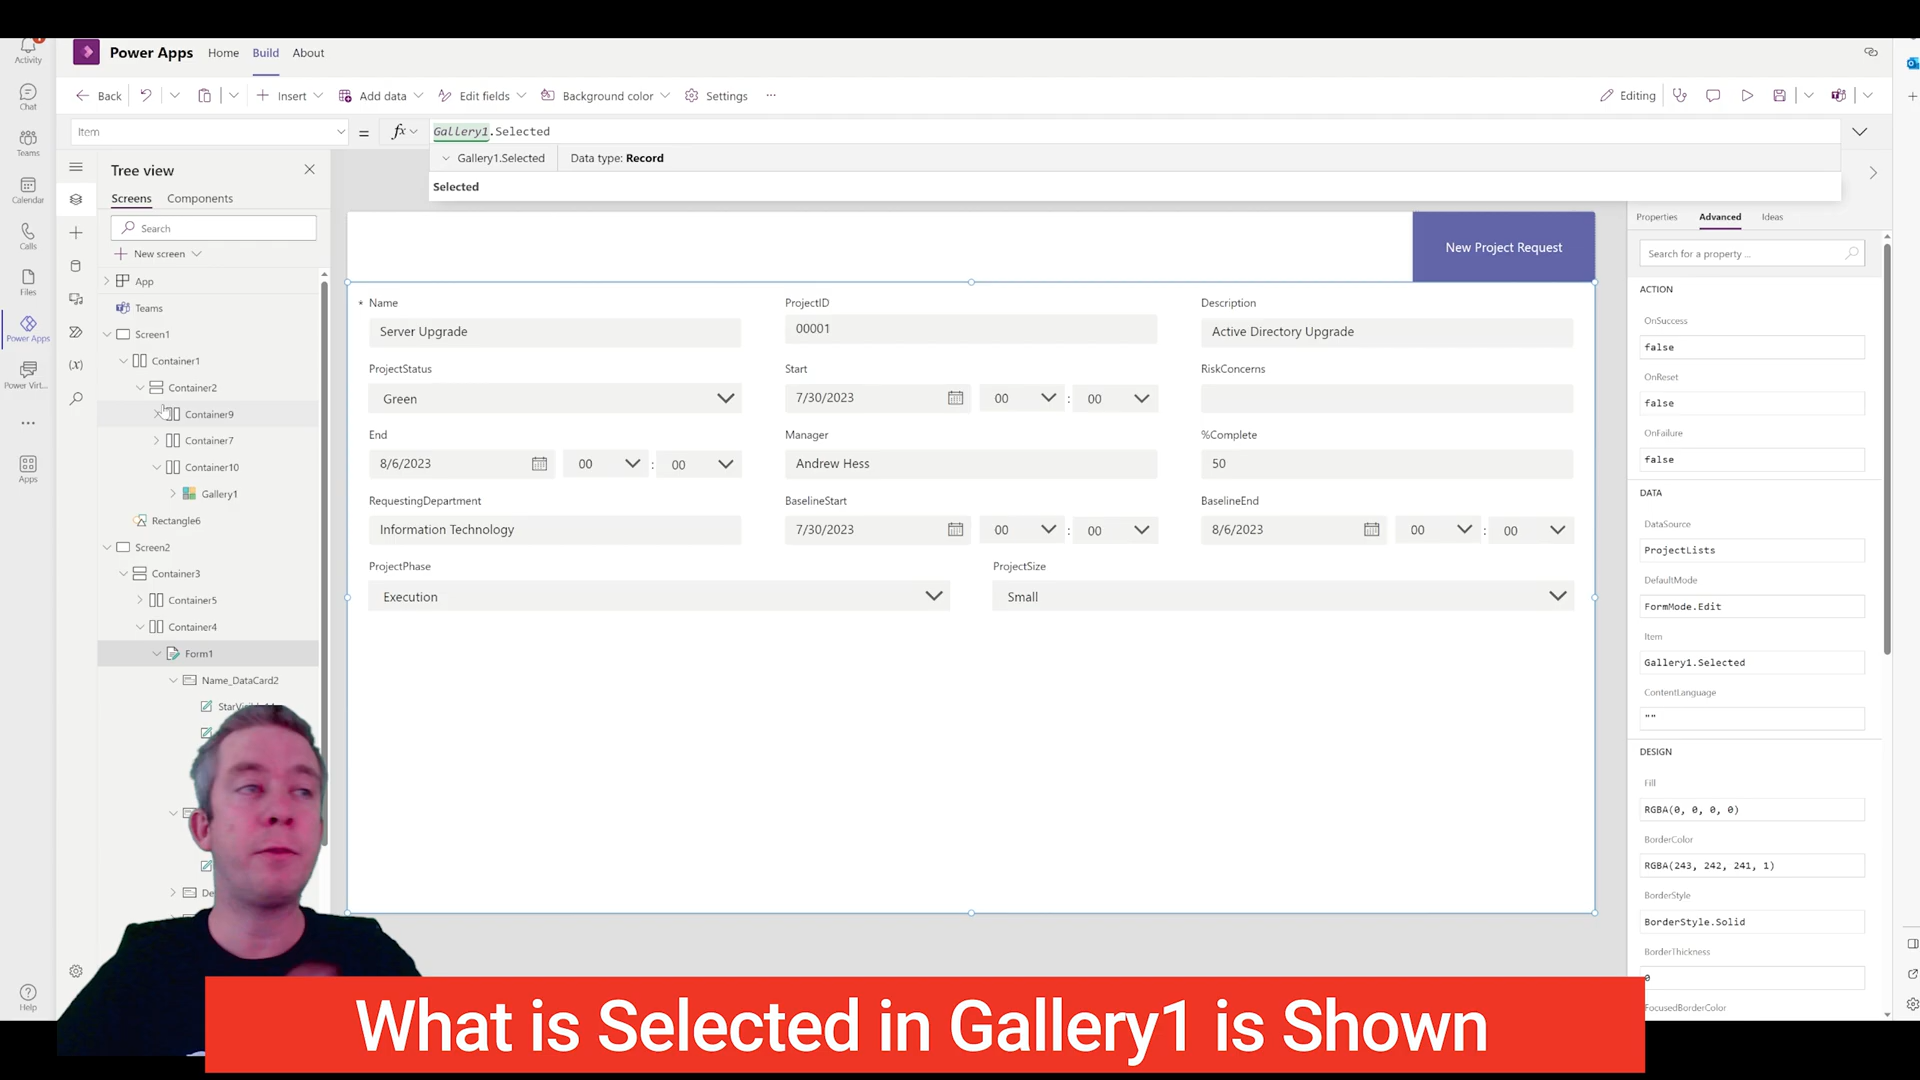 Power Apps Home Build About
Activity
Chat
Teams
Calendar
Calls
Files
Power Apps
Power Virt...
Apps
Help
Back Insert Add data Edit fields Background color Settings ... Editing
Item = fx Gallery1.Selected
Gallery1.Selected Data type: Record
Selected
Tree view
Screens Components
Search
New screen
App
Teams
Screen1
Container1
Container2
Container9
Container7
Container10
Gallery1
Rectangle6
Screen2
Container3
Container5
Container4
Form1
Name_DataCard2
New Project Request
* Name ProjectID Description
Server Upgrade 00001 Active Directory Upgrade
ProjectStatus Start RiskConcerns
Green 7/30/2023 00 : 00
End Manager %Complete
8/6/2023 00 : 00 Andrew Hess 50
RequestingDepartment BaselineStart BaselineEnd
Information Technology 7/30/2023 00 : 00 8/6/2023 00 : 00
ProjectPhase ProjectSize
Execution Small
Properties Advanced Ideas
Search for a property ...
ACTION
OnSuccess
false
OnReset
false
OnFailure
false
DATA
DataSource
ProjectLists
DefaultMode
FormMode.Edit
Item
Gallery1.Selected
ContentLanguage
""
DESIGN
Fill
RGBA(0, 0, 0, 0)
BorderColor
RGBA(243, 242, 241, 1)
BorderStyle
BorderStyle.Solid
BorderThickness
0
FocusedBorderColor
What is Selected in Gallery1 is Shown